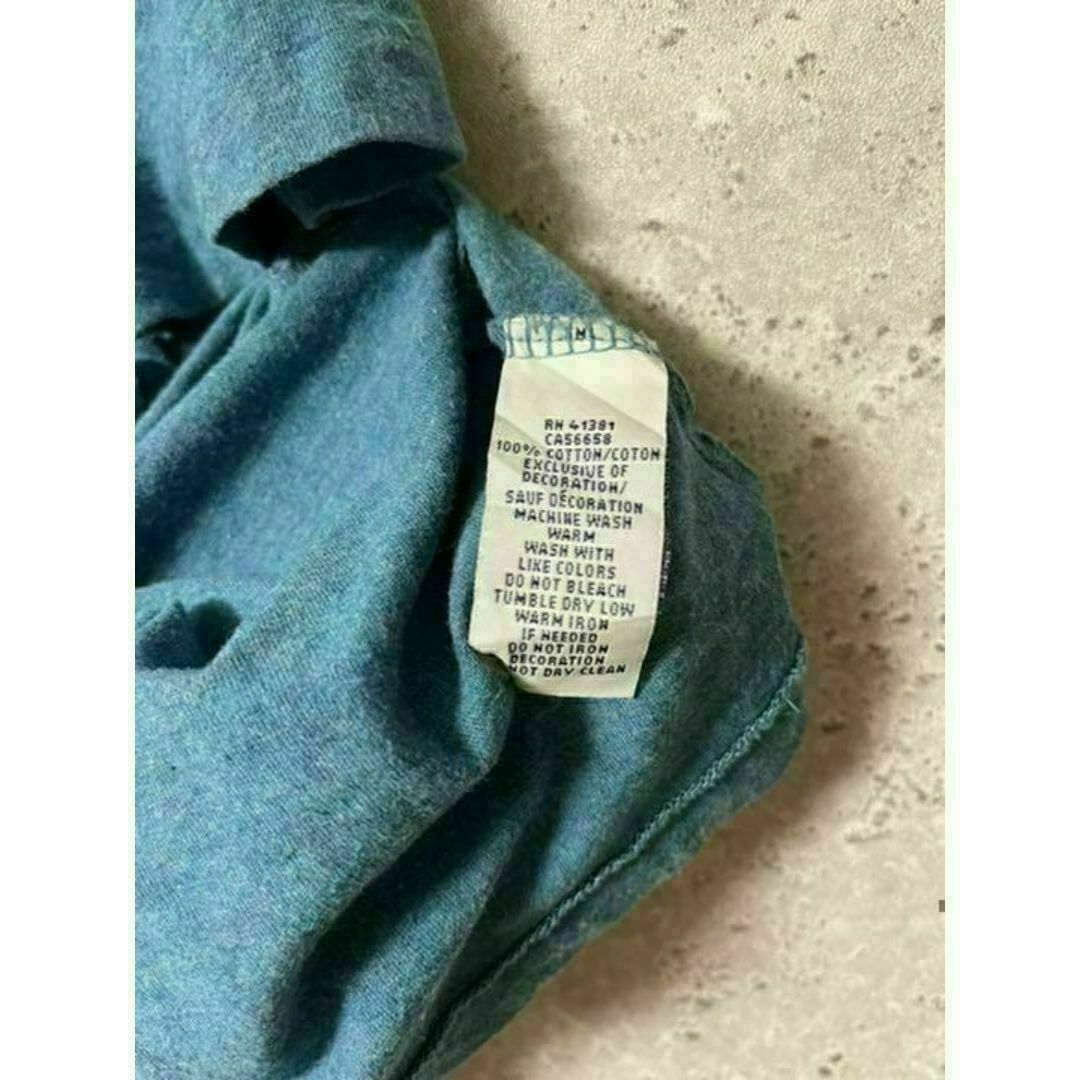 M
RN 41381
CA56658
100% COTTON/COTON
EXCLUSIVE OF
DECORATION/
SAUF DÉCORATION
MACHINE WASH
WARM
WASH WITH
LIKE COLORS
DO NOT BLEACH
TUMBLE DRY LOW
WARM IRON
IF NEEDED
DO NOT IRON
DECORATION
NOT DRY CLEAN